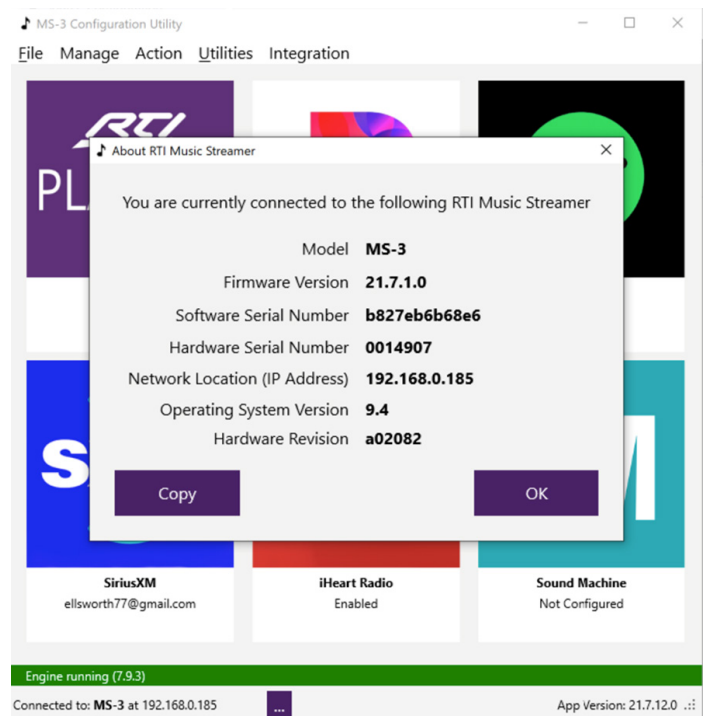 MS-3 Configuration Utility
File Manage Action Utilities Integration
RTI
PL
About RTI Music Streamer
You are currently connected to the following RTI Music Streamer
Model MS-3
Firmware Version 21.7.1.0
Software Serial Number b827eb6b68e6
Hardware Serial Number 0014907
Network Location (IP Address) 192.168.0.185
Operating System Version 9.4
Hardware Revision a02082
Copy OK
S
SiriusXM iHeart Radio Sound Machine
ellsworth77@gmail.com Enabled Not Configured
Engine running (7.9.3)
Connected to: MS-3 at 192.168.0.185 ... App Version: 21.7.12.0